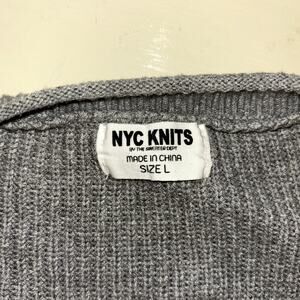 NYC KNITS
BY THE SWEATER DEPT
MADE IN CHINA
SIZE L